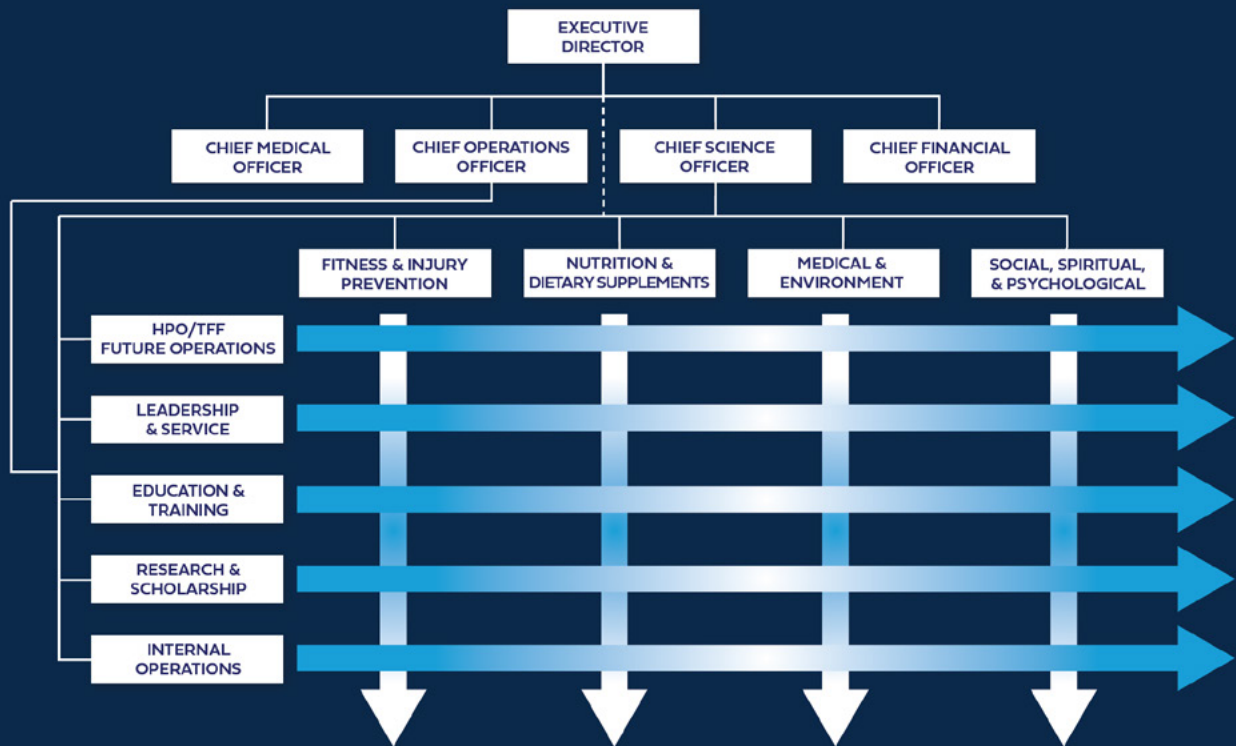 EXECUTIVE
DIRECTOR
CHIEF MEDICAL
OFFICER
CHIEF OPERATIONS
OFFICER
CHIEF SCIENCE
OFFICER
CHIEF FINANCIAL
OFFICER
FITNESS & INJURY
PREVENTION
NUTRITION &
DIETARY SUPPLEMENTS
MEDICAL &
ENVIRONMENT
SOCIAL, SPIRITUAL,
& PSYCHOLOGICAL
HPO/TFF
FUTURE OPERATIONS
LEADERSHIP
& SERVICE
EDUCATION &
TRAINING
RESEARCH &
SCHOLARSHIP
INTERNAL
OPERATIONS